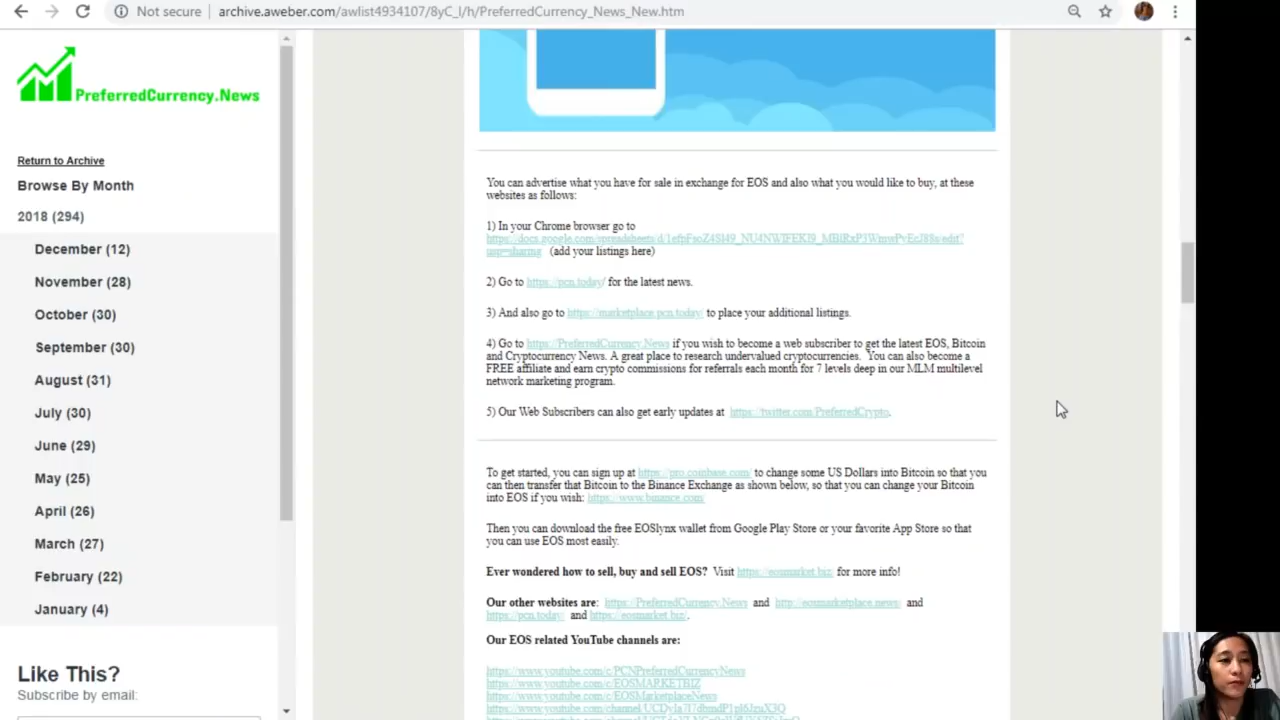 Not secure
archive.aweber.com/awlist4934107/8yC_l/h/PreferredCurrency_News_New.htm
PreferredCurrency.News
Return to Archive
Browse By Month
2018 (294)
December (12)
November (28)
October (30)
September (30)
August (31)
July (30)
June (29)
May (25)
April (26)
March (27)
February (22)
January (4)
Like This?
Subscribe by email:
You can advertise what you have for sale in exchange for EOS and also what you would like to buy, at these
websites as follows:
1) In your Chrome browser go to
usp=sharing (add your listings here)
2) Go to https://pcn.today/ for the latest news.
3) And also go to https://marketplace.pcn.today/ to place your additional listings.
4) Go to https://PreferredCurrency.News if you wish to become a web subscriber to get the latest EOS, Bitcoin
and Cryptocurrency News. A great place to research undervalued cryptocurrencies. You can also become a
FREE affiliate and earn crypto commissions for referrals each month for 7 levels deep in our MLM multilevel
network marketing program.
5) Our Web Subscribers can also get early updates at https://twitter.com/PreferredCrypto.
To get started, you can sign up at https://pro.coinbase.com/ to change some US Dollars into Bitcoin so that you
can then transfer that Bitcoin to the Binance Exchange as shown below, so that you can change your Bitcoin
into EOS if you wish: https://www.binance.com/
Then you can download the free EOSlynx wallet from Google Play Store or your favorite App Store so that
you can use EOS most easily.
Ever wondered how to sell, buy and sell EOS? Visit https://eosmarket.biz/ for more info!
Our other websites are: https://PreferredCurrency.News and http://eosmarketplace.news/ and
https://pcn.today/ and https://eosmarket.biz/.
Our EOS related YouTube channels are:
https://www.youtube.com/c/PCNPreferredCurrencyNews
https://www.youtube.com/c/EOSMARKETBIZ
https://www.youtube.com/c/EOSMarketplaceNews